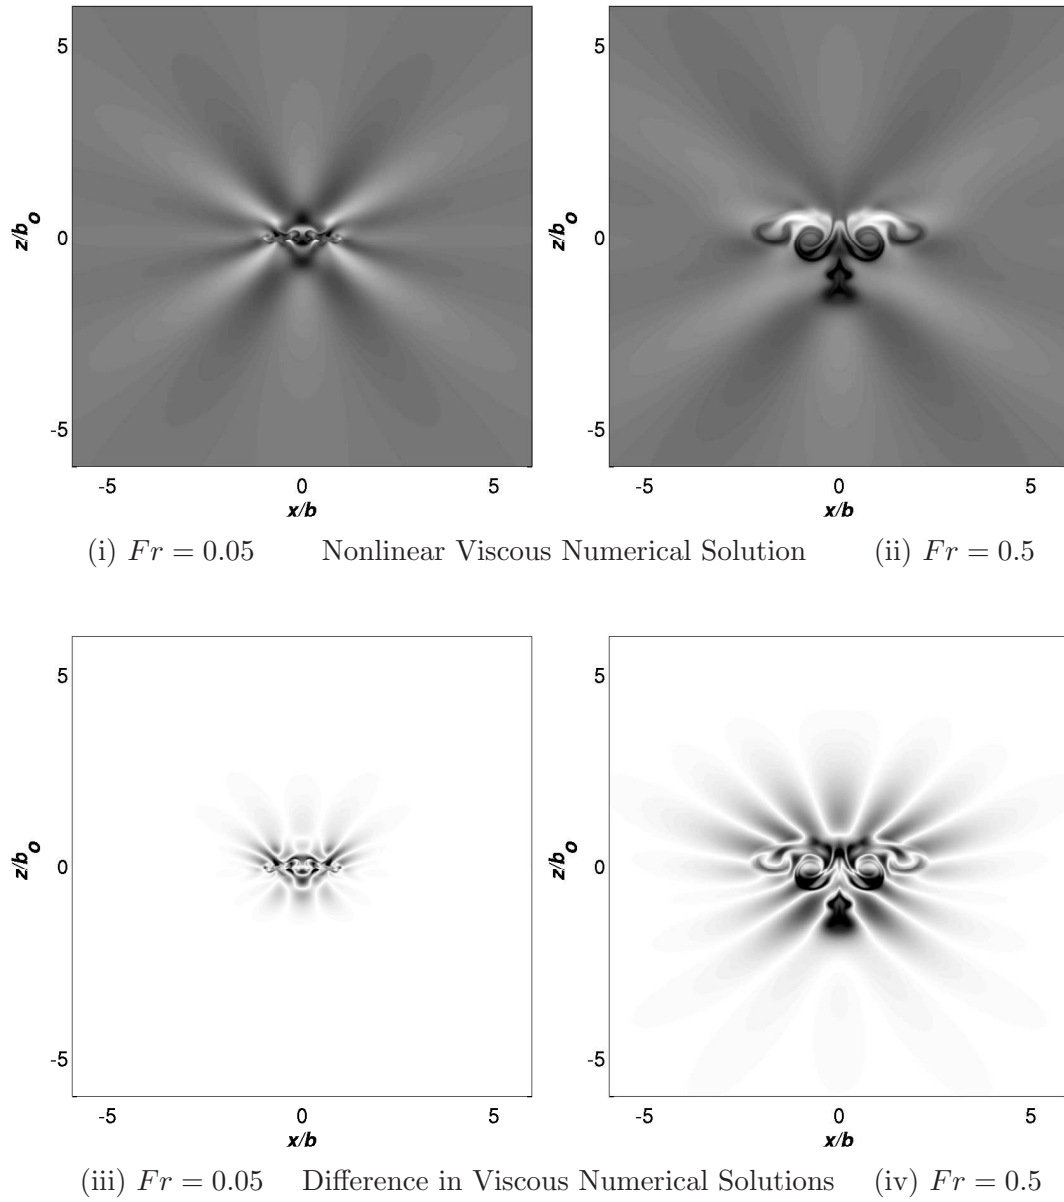 5
0
-5
z/b_o
-5 0 5
x/b
5
0
-5
z/b_o
-5 0 5
x/b
(i) Fr = 0.05 Nonlinear Viscous Numerical Solution (ii) Fr = 0.5
5
0
-5
z/b_o
-5 0 5
x/b
5
0
-5
z/b_o
-5 0 5
x/b
(iii) Fr = 0.05 Difference in Viscous Numerical Solutions (iv) Fr = 0.5